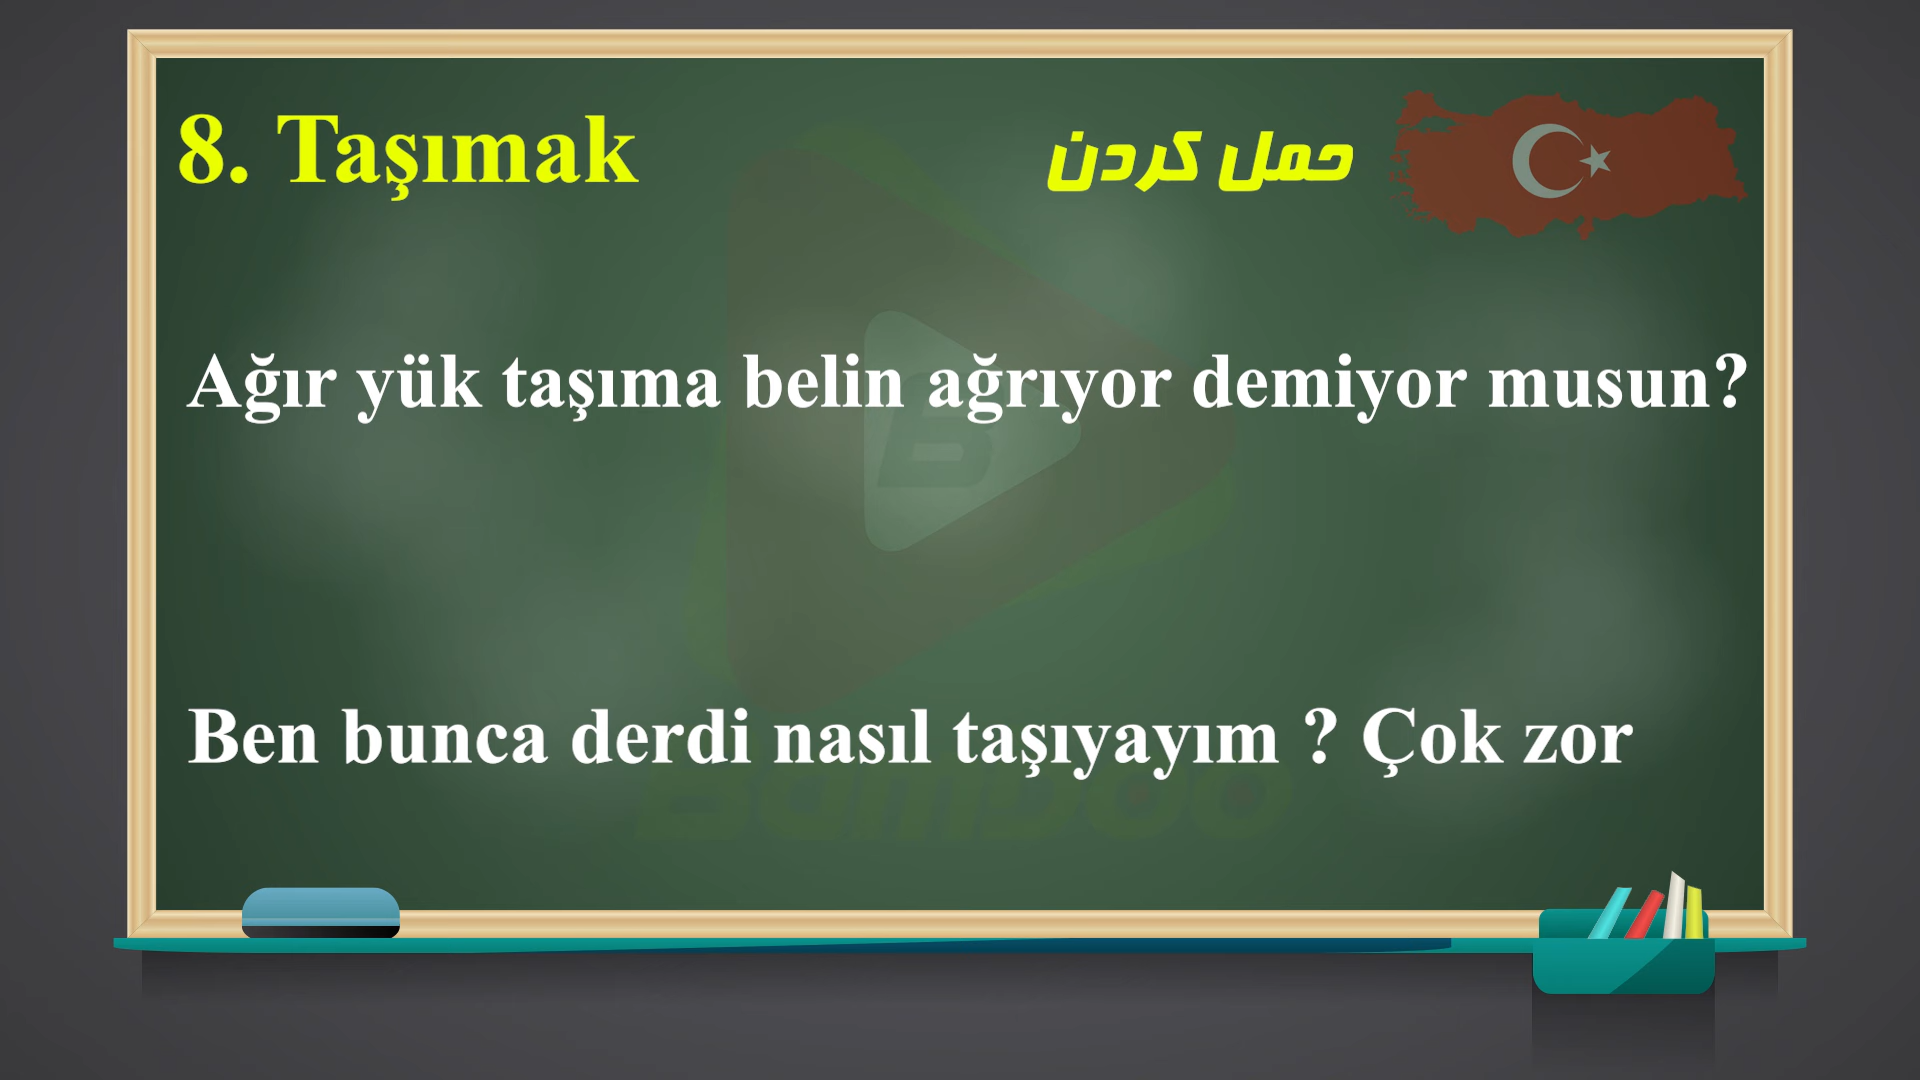 8. Taşımak حمل کردن
Ağır yük taşıma belin ağrıyor demiyor musun?
B
Ben bunca derdi nasıl taşıyayım ? Çok zor